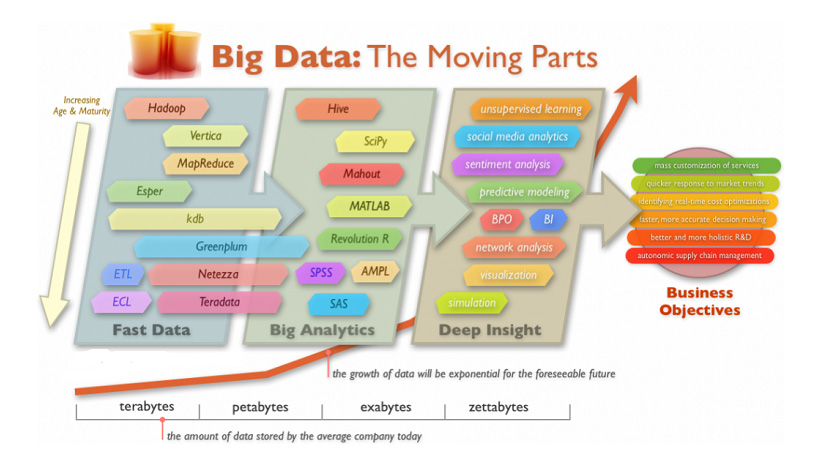 Big Data: The Moving Parts
Increasing
Age & Maturity
Hadoop
Vertica
MapReduce
Esper
kdb
Greenplum
ETL
Netezza
ECL
Teradata
Fast Data
Hive
SciPy
Mahout
MATLAB
Revolution R
SPSS
AMPL
SAS
Big Analytics
unsupervised learning
social media analytics
sentiment analysis
predictive modeling
BPO
BI
network analysis
visualization
simulation
Deep Insight
mass customization of services
quicker response to market trends
identifying real-time cost optimizations
faster, more accurate decision making
better and more holistic R&D
autonomic supply chain management
Business
Objectives
the growth of data will be exponential for the foreseeable future
terabytes
petabytes
exabytes
zettabytes
the amount of data stored by the average company today